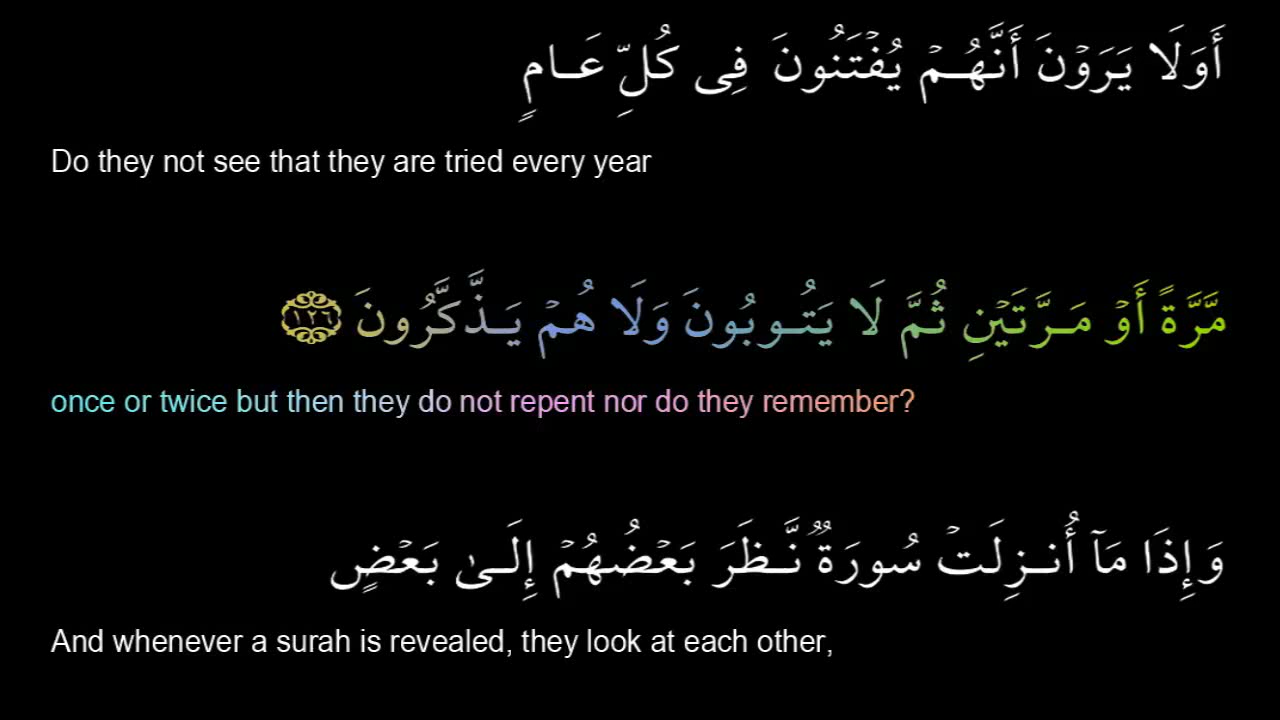 أَوَلَا يَرَوْنَ أَنَّهُمْ يُفْتَنُونَ فِى كُلِّ عَامٍ
Do they not see that they are tried every year
مَّرَّةً أَوْ مَرَّتَيْنِ ثُمَّ لَا يَتُوبُونَ وَلَا هُمْ يَذَّكَّرُونَ ١٢٦
once or twice but then they do not repent nor do they remember?
وَإِذَا مَآ أُنزِلَتْ سُورَةٌ نَّظَرَ بَعْضُهُمْ إِلَىٰ بَعْضٍ
And whenever a surah is revealed, they look at each other,